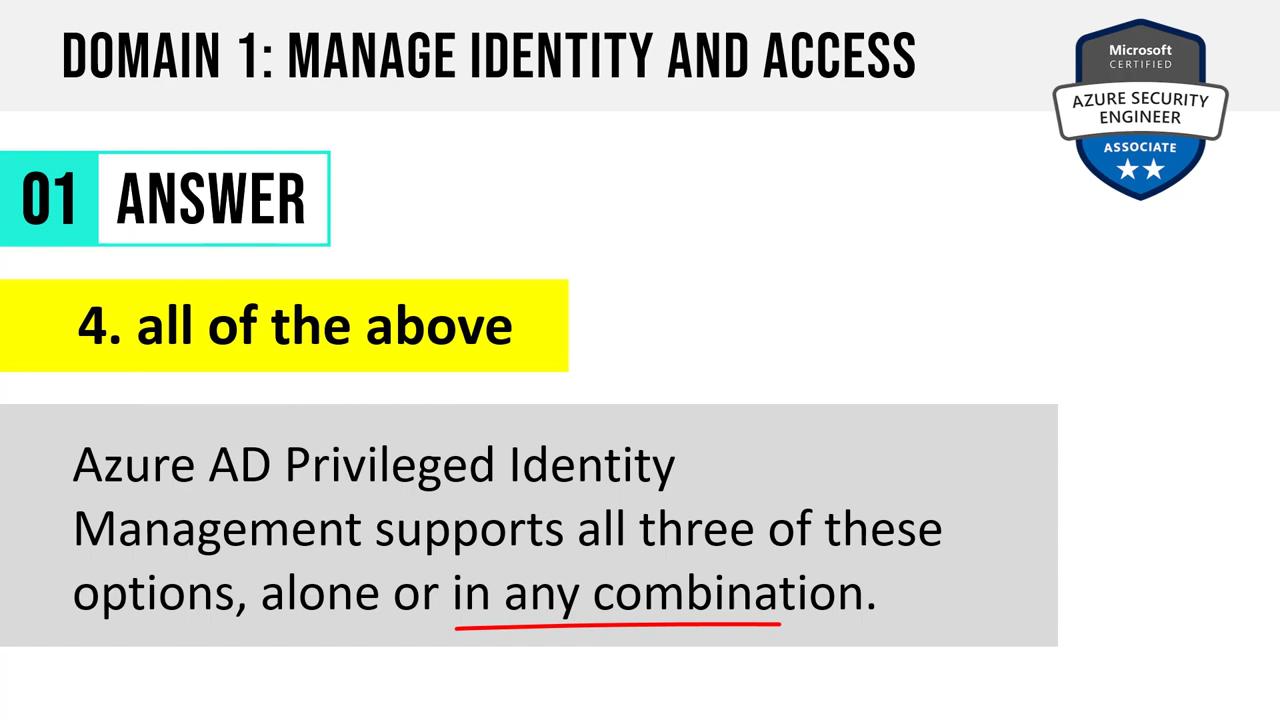 DOMAIN 1: MANAGE IDENTITY AND ACCESS
Microsoft
CERTIFIED
AZURE SECURITY
ENGINEER
ASSOCIATE
01 ANSWER
4. all of the above
Azure AD Privileged Identity
Management supports all three of these
options, alone or in any combination.